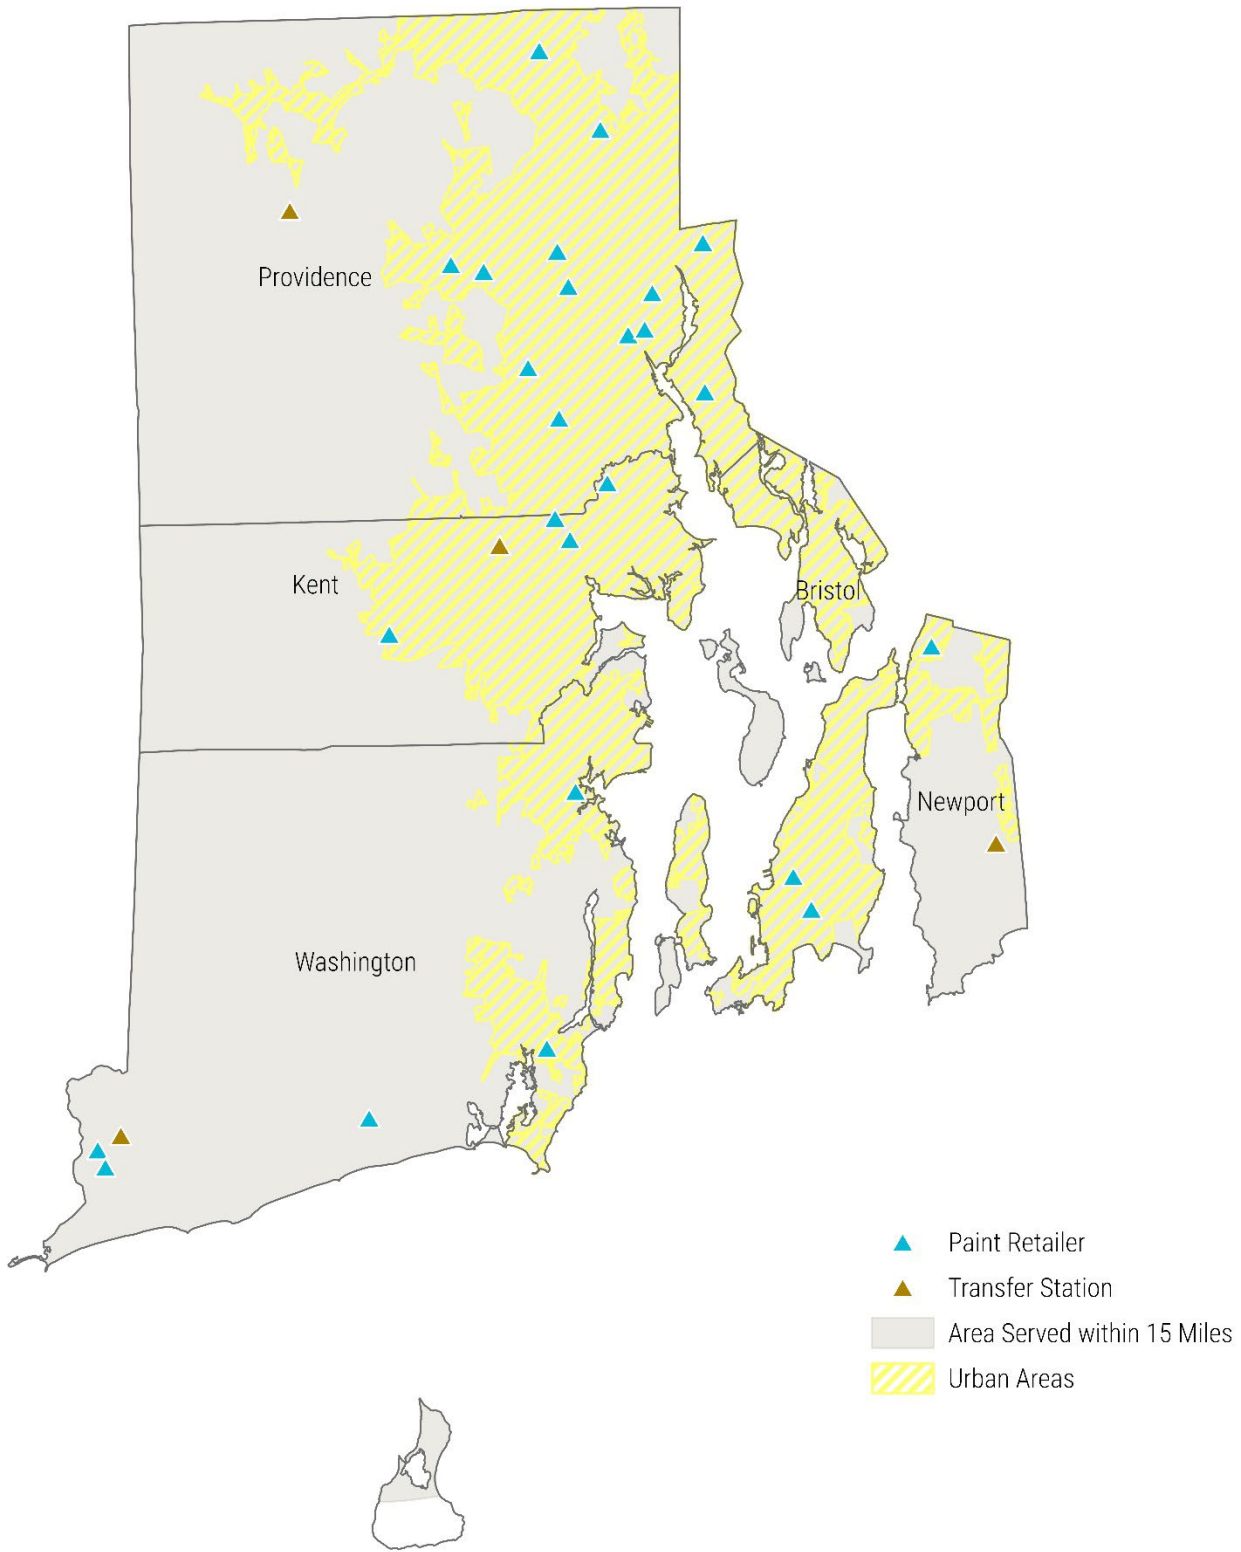 Providence
Kent
Bristol
Newport
Washington
Paint Retailer
Transfer Station
Area Served within 15 Miles
Urban Areas